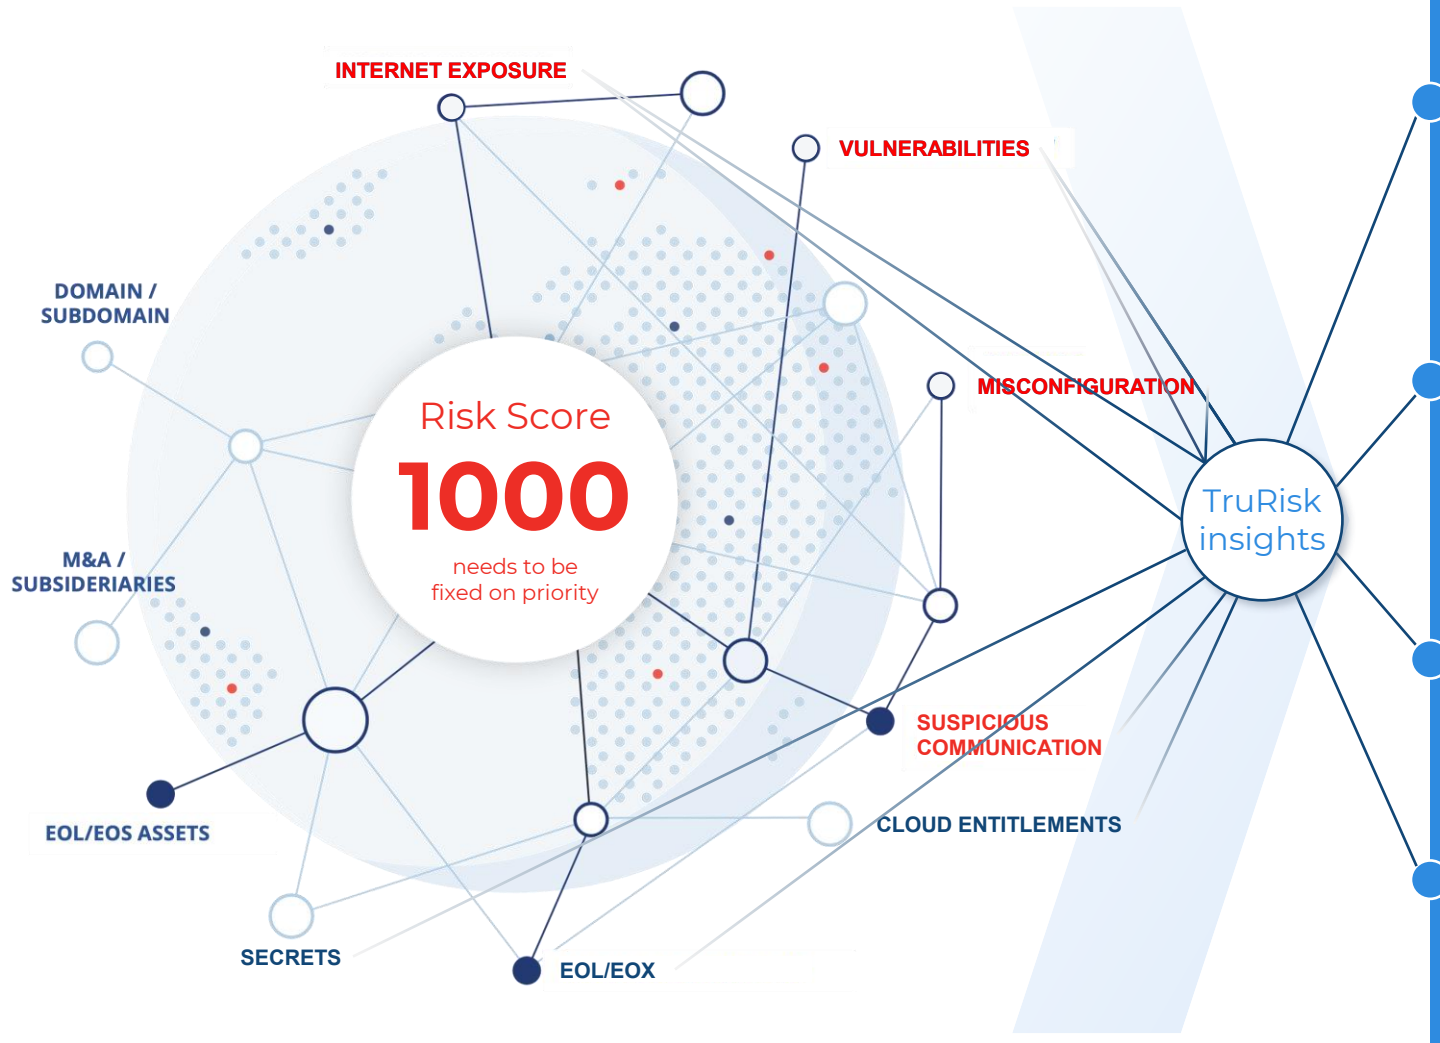 INTERNET EXPOSURE
VULNERABILITIES
DOMAIN /
SUBDOMAIN
MISCONFIGURATION
Risk Score
1000
needs to be
fixed on priority
TruRisk
insights
M&A /
SUBSIDERIARIES
SUSPICIOUS
COMMUNICATION
CLOUD ENTITLEMENTS
EOL/EOS ASSETS
SECRETS
EOL/EOX